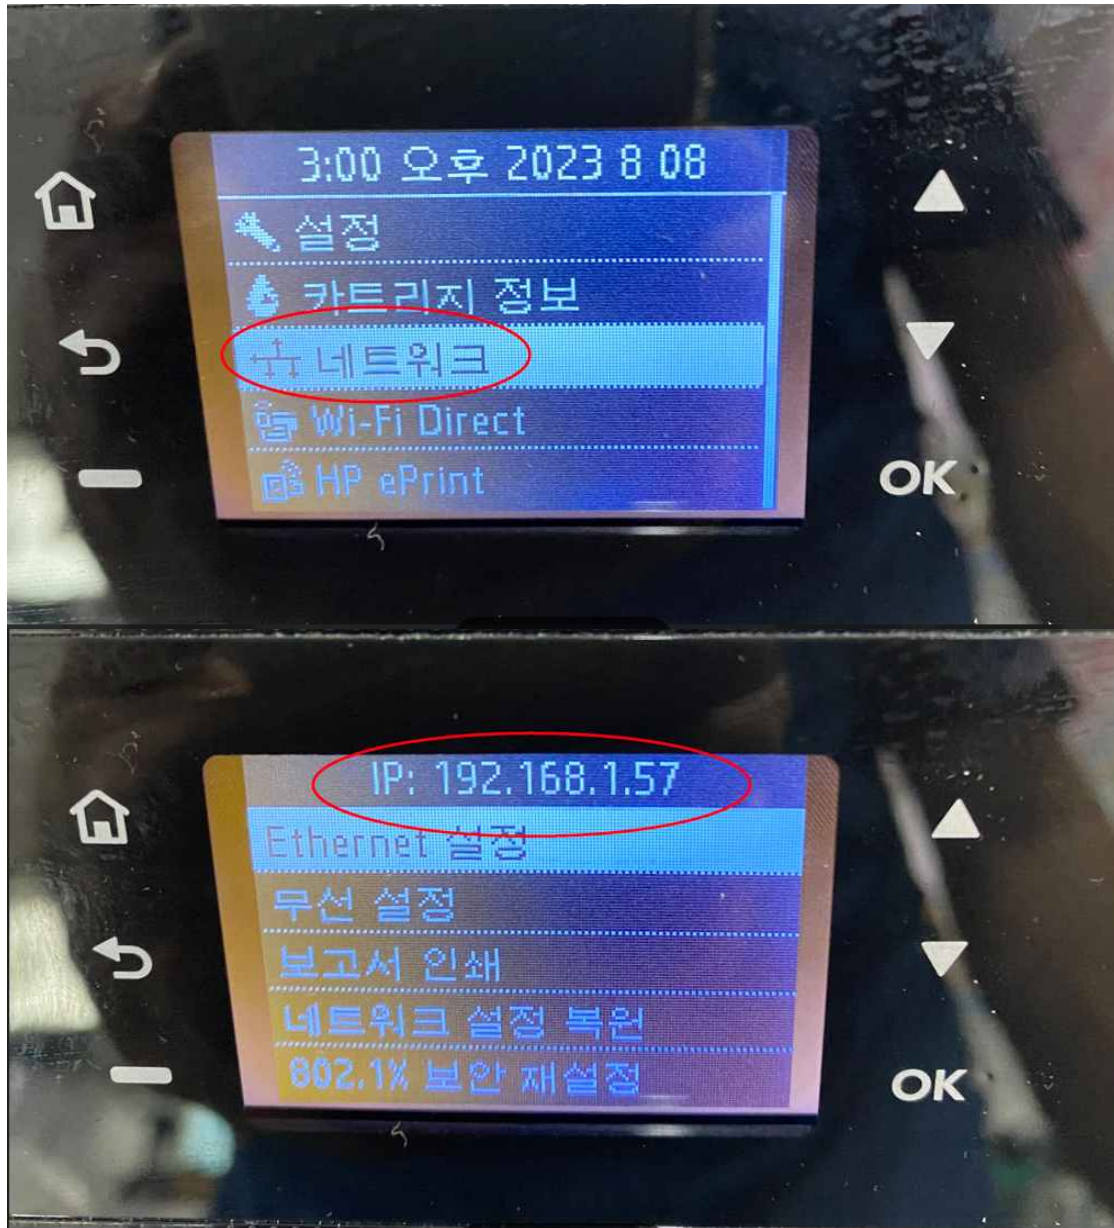 3:00 오후 2023 8 08
설정
카트리지 정보
네트워크
Wi-Fi Direct
HP ePrint
OK
IP: 192.168.1.57
Ethernet 설정
무선 설정
보고서 인쇄
네트워크 설정 복원
802.1X 보안 재설정
OK